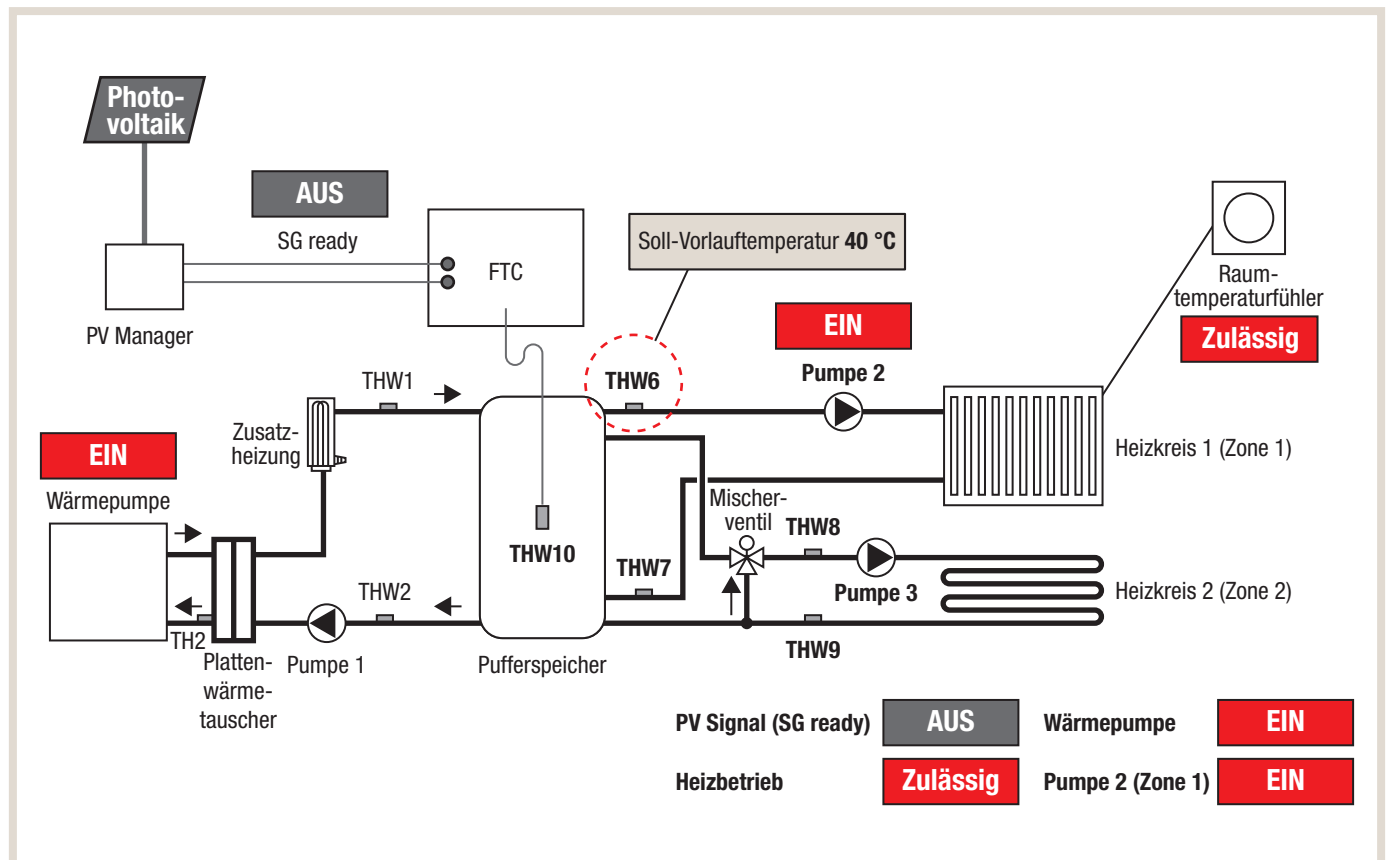 Photo-
voltaik
AUS
SG ready
FTC
PV Manager
Soll-Vorlauftemperatur 40 °C
Raum-
temperaturfühler
Zulässig
EIN
Pumpe 2
THW1
THW6
Zusatz-
heizung
EIN
Wärmepumpe
Heizkreis 1 (Zone 1)
Mischer-
ventil
THW10
THW7
THW8
Pumpe 3
Heizkreis 2 (Zone 2)
THW2
TH2
Platten-
wärme-
tauscher
Pumpe 1
Pufferspeicher
THW9
PV Signal (SG ready) AUS Wärmepumpe EIN
Heizbetrieb Zulässig Pumpe 2 (Zone 1) EIN